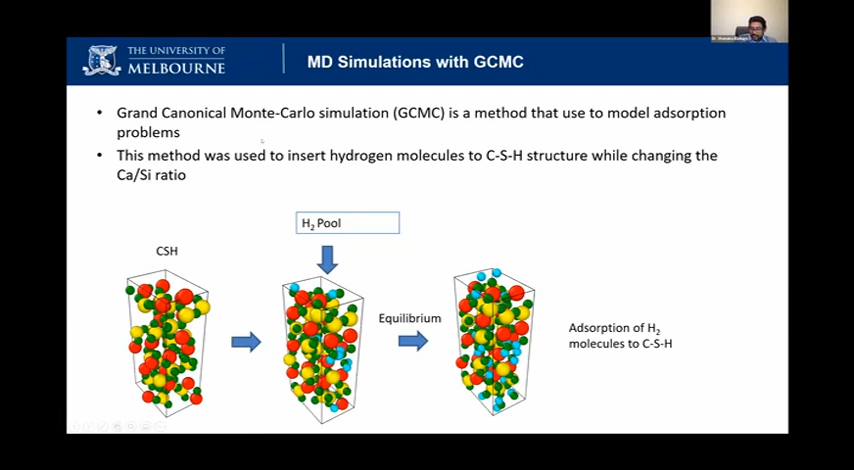 THE UNIVERSITY OF
MELBOURNE
MD Simulations with GCMC
• Grand Canonical Monte-Carlo simulation (GCMC) is a method that use to model adsorption
problems
• This method was used to insert hydrogen molecules to C-S-H structure while changing the
Ca/Si ratio
H₂ Pool
CSH
Equilibrium
Adsorption of H₂
molecules to C-S-H